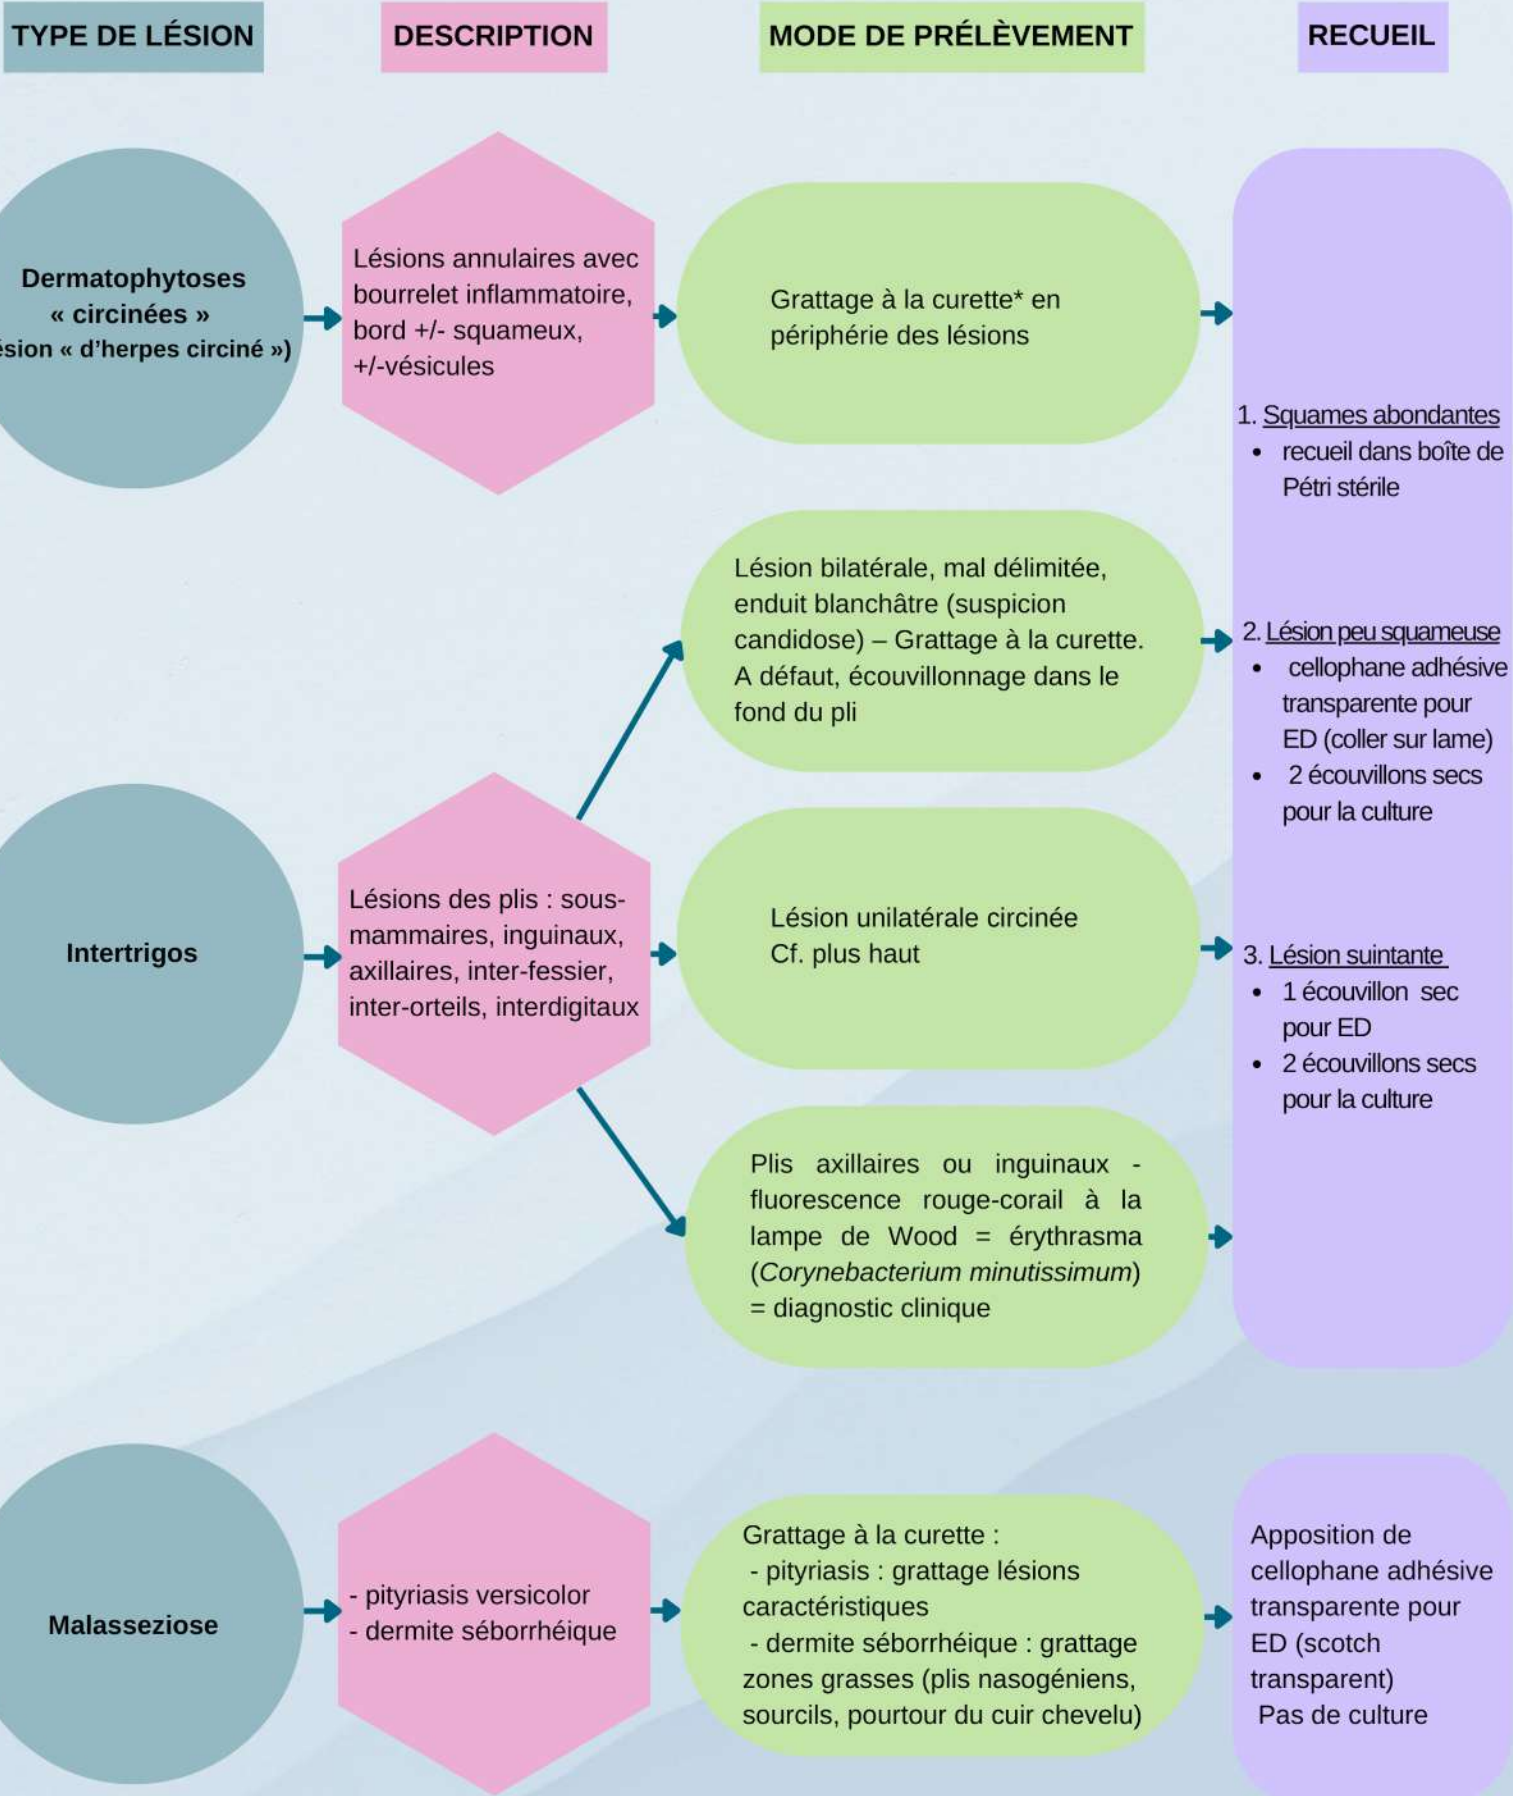 TYPE DE LÉSION
DESCRIPTION
MODE DE PRÉLÈVEMENT
RECUEIL
Dermatophytoses
« circinées »
« d'herpes circiné »)
Lésions annulaires avec
bourrelet inflammatoire,
bord +/- squameux,
+/-vésicules
Grattage à la curette* en
périphérie des lésions
Intertrigos
Lésions des plis : sous-
mammaires, inguinaux,
axillaires, inter-fessier,
inter-orteils, interdigitaux
Lésion bilatérale, mal délimitée,
enduit blanchâtre (suspicion
candidose) – Grattage à la curette.
A défaut, écouvillonnage dans le
fond du pli
Lésion unilatérale circinée
Cf. plus haut
Plis axillaires ou inguinaux -
fluorescence rouge-corail à la
lampe de Wood = érythrasma
(Corynebacterium minutissimum)
= diagnostic clinique
1. Squames abondantes
• recueil dans boîte de
Pétri stérile
2. Lésion peu squameuse
• cellophane adhésive
transparente pour
ED (coller sur lame)
• 2 écouvillons secs
pour la culture
3. Lésion suintante
• 1 écouvillon sec
pour ED
• 2 écouvillons secs
pour la culture
Malasseziose
- pityriasis versicolor
- dermite séborrhéique
Grattage à la curette :
- pityriasis : grattage lésions
caractéristiques
- dermite séborrhéique : grattage
zones grasses (plis nasogéniens,
sourcils, pourtour du cuir chevelu)
Apposition de
cellophane adhésive
transparente pour
ED (scotch
transparent)
Pas de culture